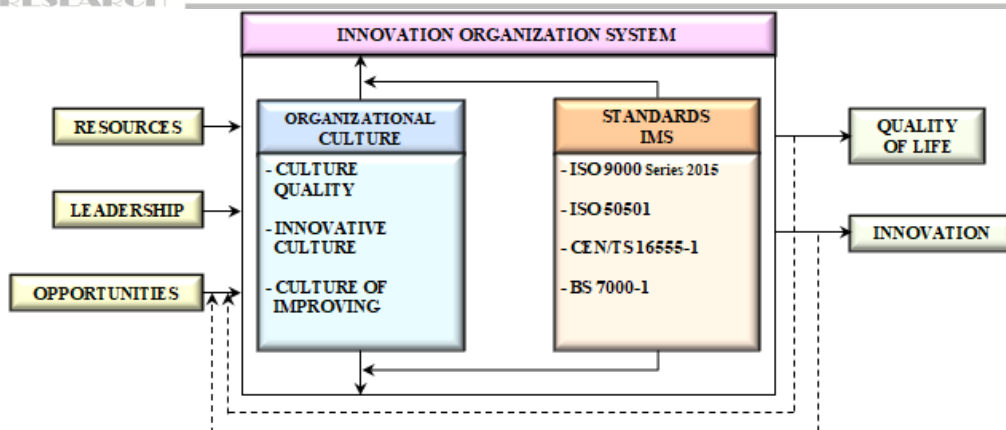 RESEARCH
INNOVATION ORGANIZATION SYSTEM
RESOURCES
LEADERSHIP
OPPORTUNITIES
ORGANIZATIONAL
CULTURE
- CULTURE
QUALITY
- INNOVATIVE
CULTURE
- CULTURE OF
IMPROVING
STANDARDS
IMS
- ISO 9000 Series 2015
- ISO 50501
- CEN/TS 16555-1
- BS 7000-1
QUALITY
OF LIFE
INNOVATION